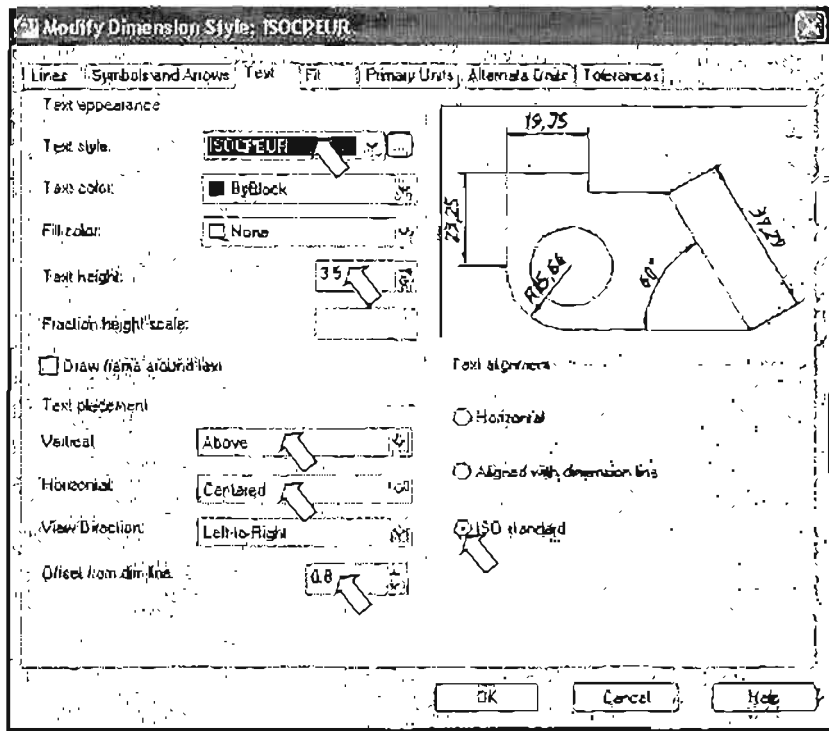 Modify Dimension Style: ISOCPEUR
Lines Symbols and Arrows Text Fit Primary Units Alternate Units Tolerances
Text appearance
Text style: ISOCPEUR ...
Text color: ByBlock
Fill color: None
Text height: 3.5
Fraction height scale:
Draw frame around text
Text placement
Vertical: Above
Horizontal: Centered
View Direction: Left-to-Right
Offset from dim line: 0.8
19,75
23,25
R15,66
60°
Text alignment
Horizontal
Aligned with dimension line
ISO standard
OK Cancel Help